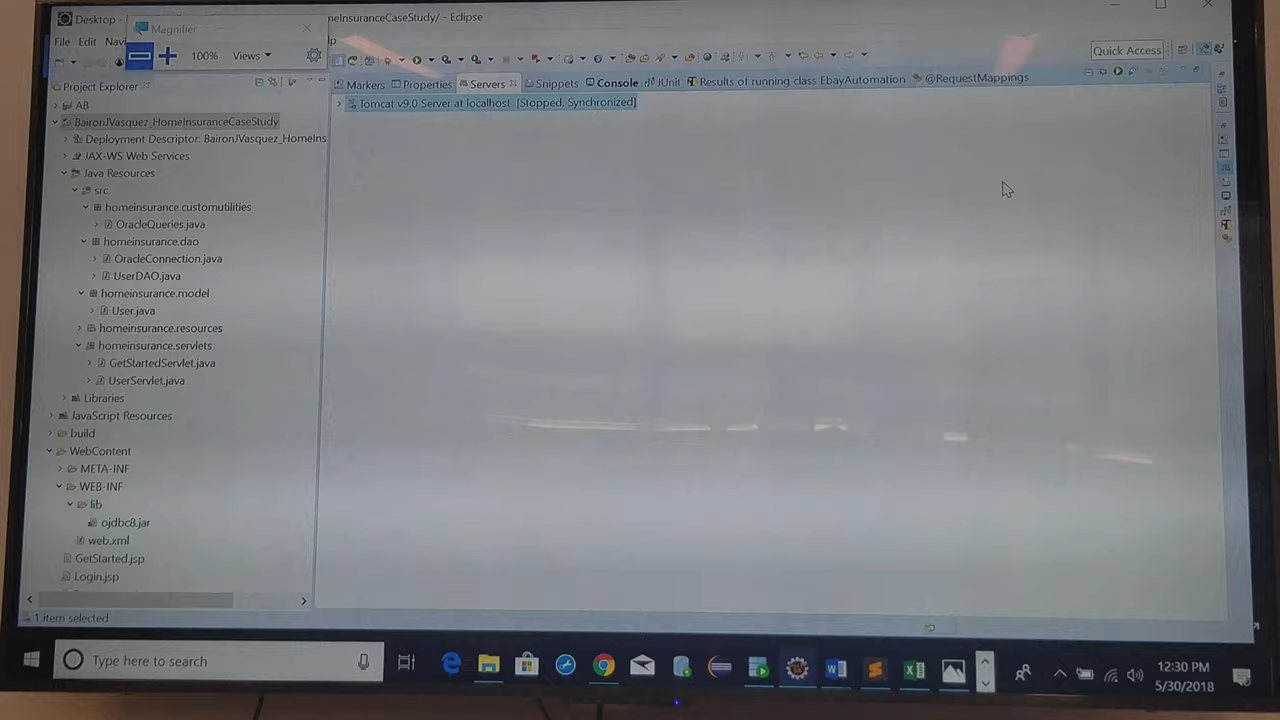 Desktop -
Magnifier
meInsuranceCaseStudy/ - Eclipse
File Edit Navi
100% Views
Quick Access
Project Explorer
Markers Properties Servers Snippets Console JUnit Results of running class EbayAutomation @RequestMappings
AB
Tomcat v9.0 Server at localhost [Stopped, Synchronized]
BaironJVasquez_HomeInsuranceCaseStudy
Deployment Descriptor: BaironJVasquez_HomeIns
JAX-WS Web Services
Java Resources
src
homeinsurance.customutilities
OracleQueries.java
homeinsurance.dao
OracleConnection.java
UserDAO.java
homeinsurance.model
User.java
homeinsurance.resources
homeinsurance.servlets
GetStartedServlet.java
UserServlet.java
Libraries
JavaScript Resources
build
WebContent
META-INF
WEB-INF
lib
ojdbc8.jar
web.xml
GetStarted.jsp
Login.jsp
1 item selected
Type here to search
12:30 PM
5/30/2018